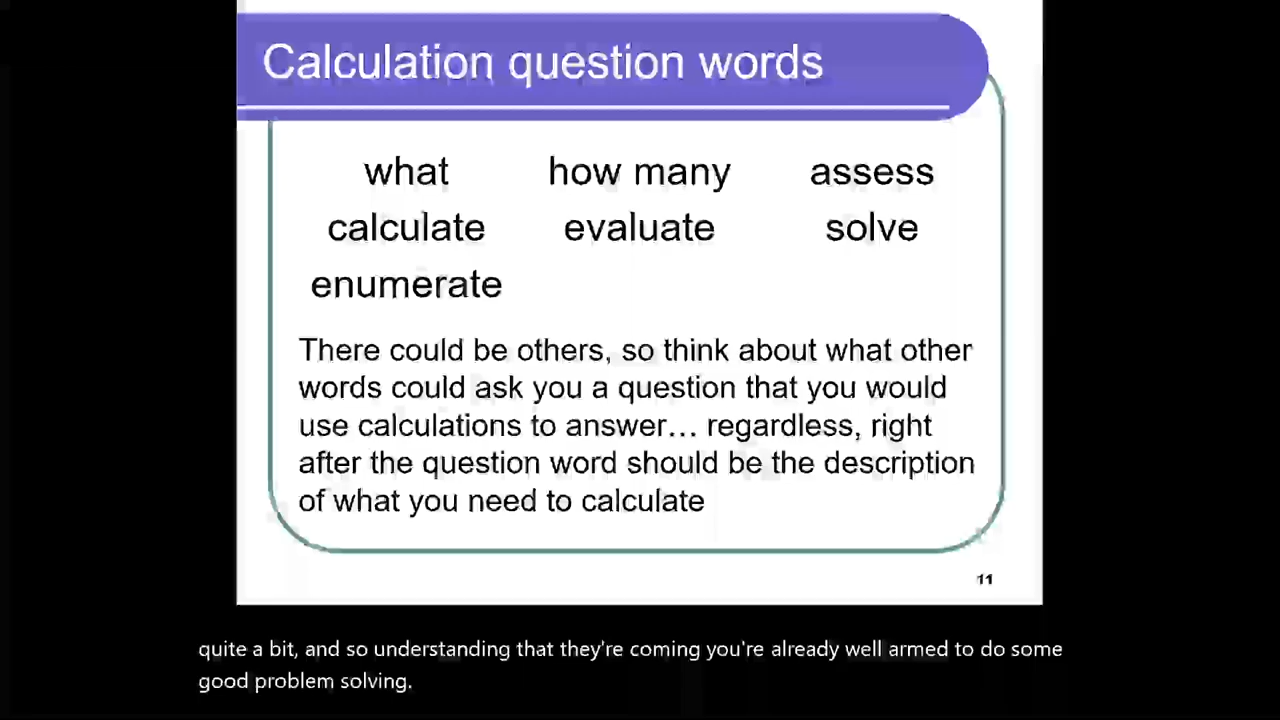 Calculation question words
what how many assess
calculate evaluate solve
enumerate
There could be others, so think about what other
words could ask you a question that you would
use calculations to answer… regardless, right
after the question word should be the description
of what you need to calculate
11
quite a bit, and so understanding that they're coming you're already well armed to do some
good problem solving.